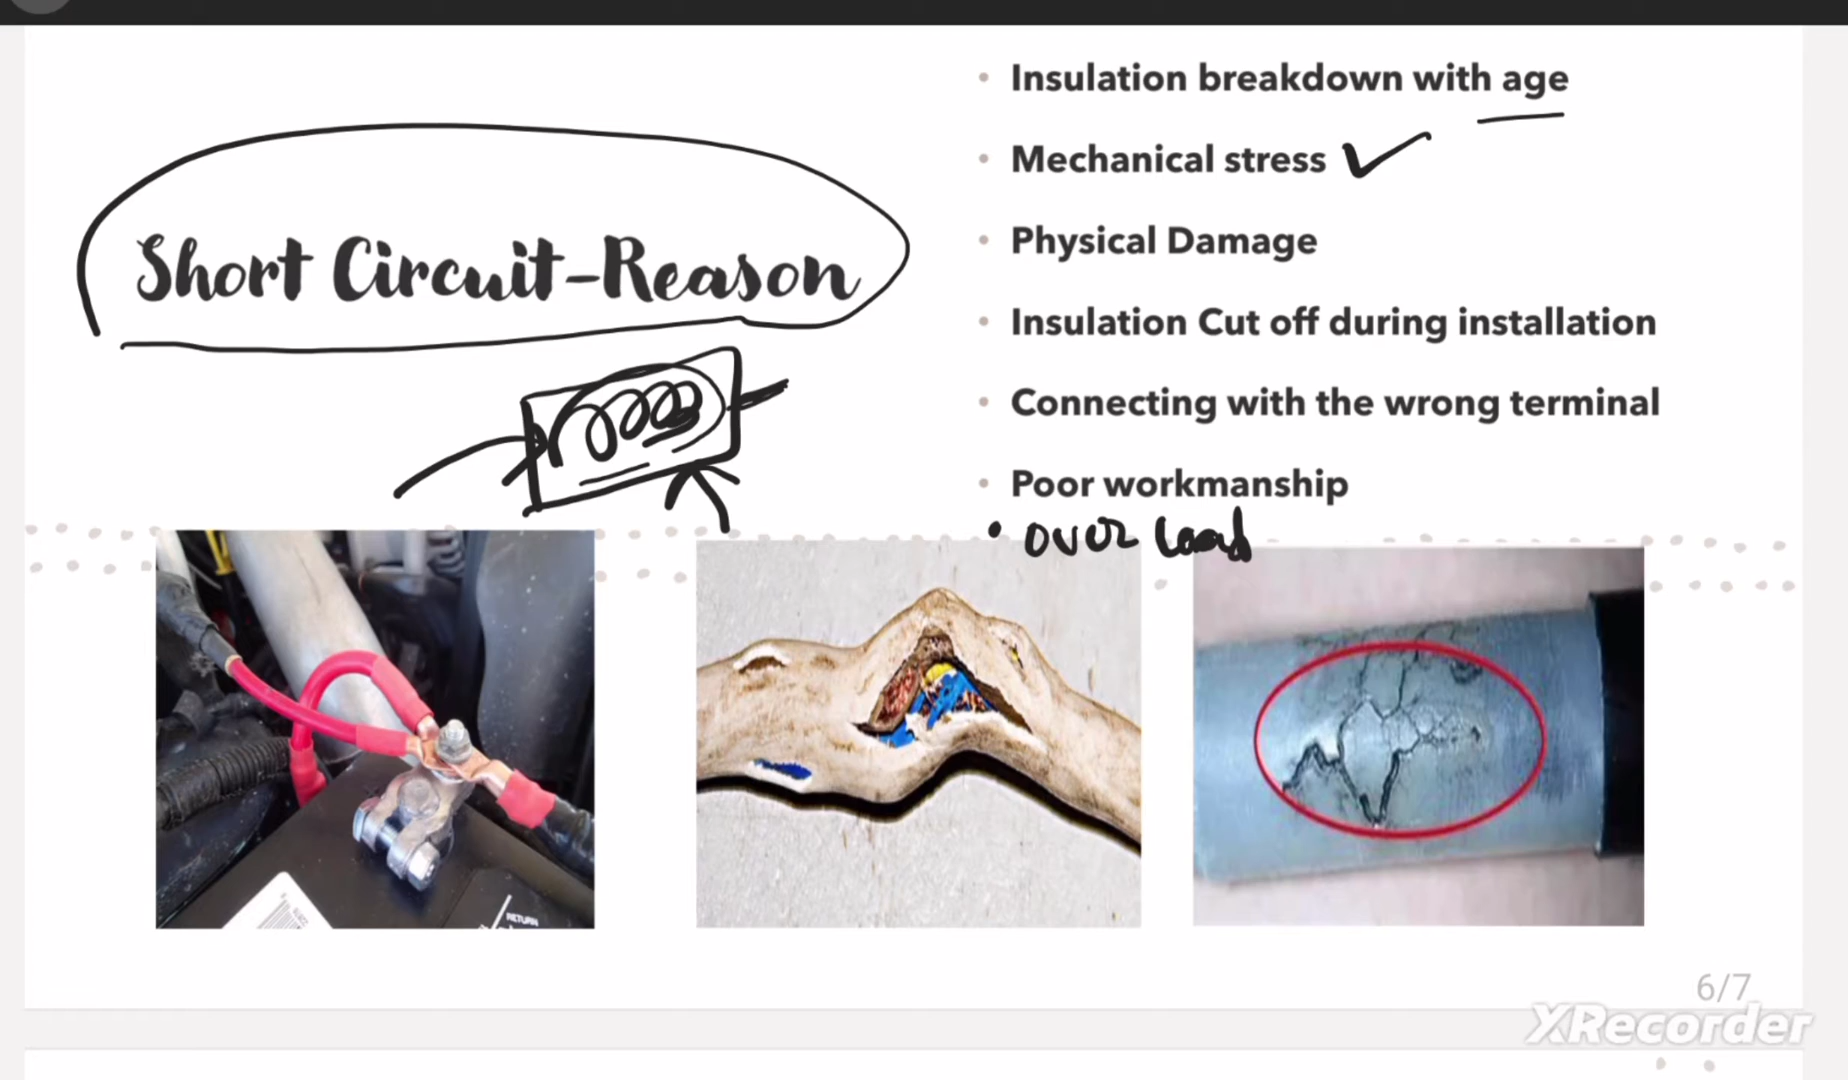 Insulation breakdown with age
Mechanical stress
Short Circuit-Reason
Physical Damage
Insulation Cut off during installation
Connecting with the wrong terminal
Poor workmanship
over load
RETURN
6/7
XRecorder